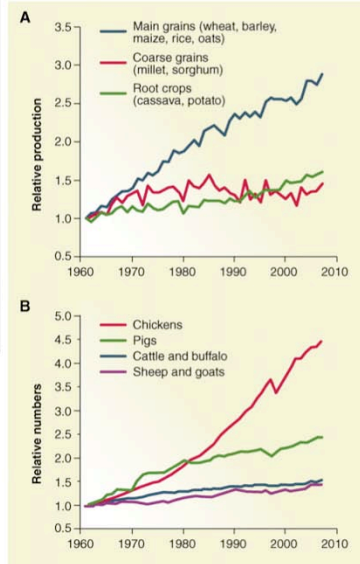 A
3.5
3.0
2.5
2.0
1.5
1.0
0.5
Relative production
Main grains (wheat, barley,
maize, rice, oats)
Coarse grains
(millet, sorghum)
Root crops
(cassava, potato)
1960 1970 1980 1990 2000 2010
B
5.0
4.5
4.0
3.5
3.0
2.5
2.0
1.5
1.0
0.5
Relative numbers
Chickens
Pigs
Cattle and buffalo
Sheep and goats
1960 1970 1980 1990 2000 2010